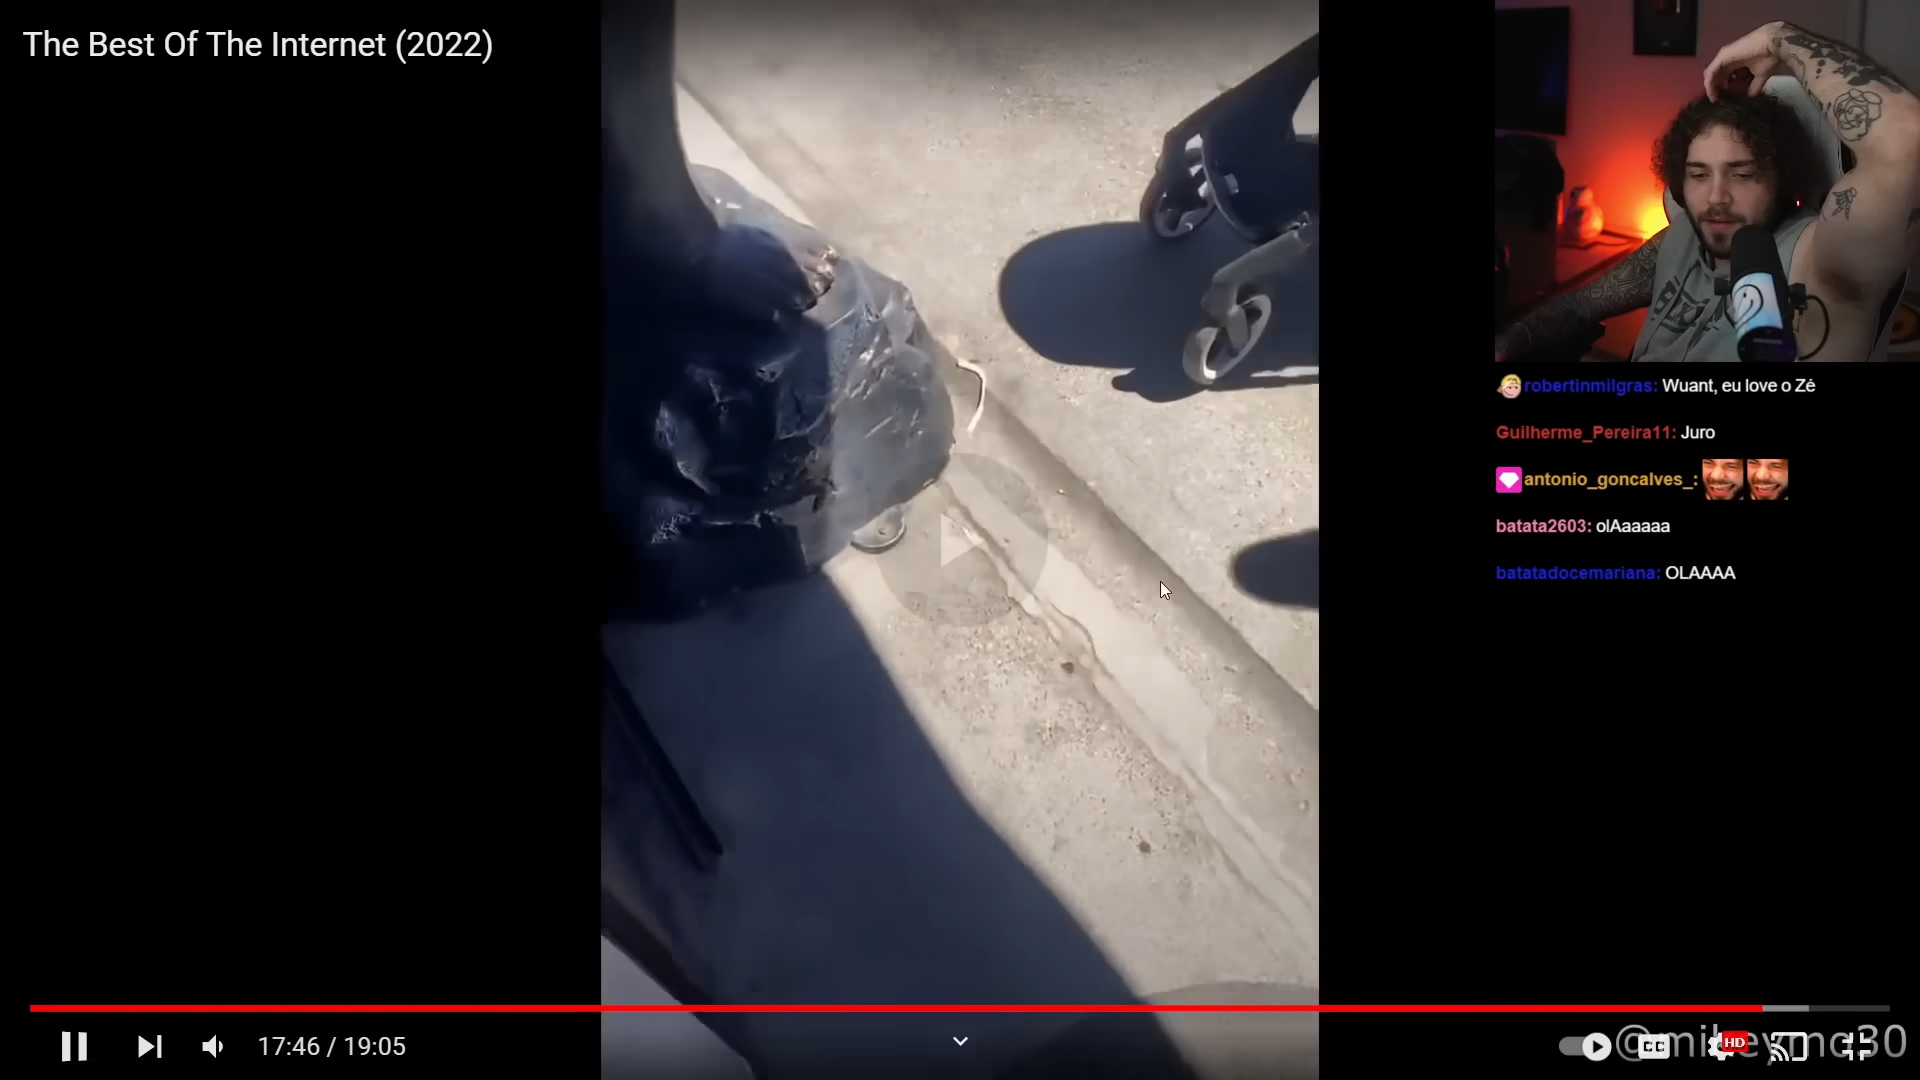 The Best Of The Internet (2022)
robertinmilgras: Wuant, eu love o Zé
Guilherme_Pereira11: Juro
antonio_goncalves_:
batata2603: olAaaaaa
batatadocemariana: OLAAAA
17:46 / 19:05
CC
HD